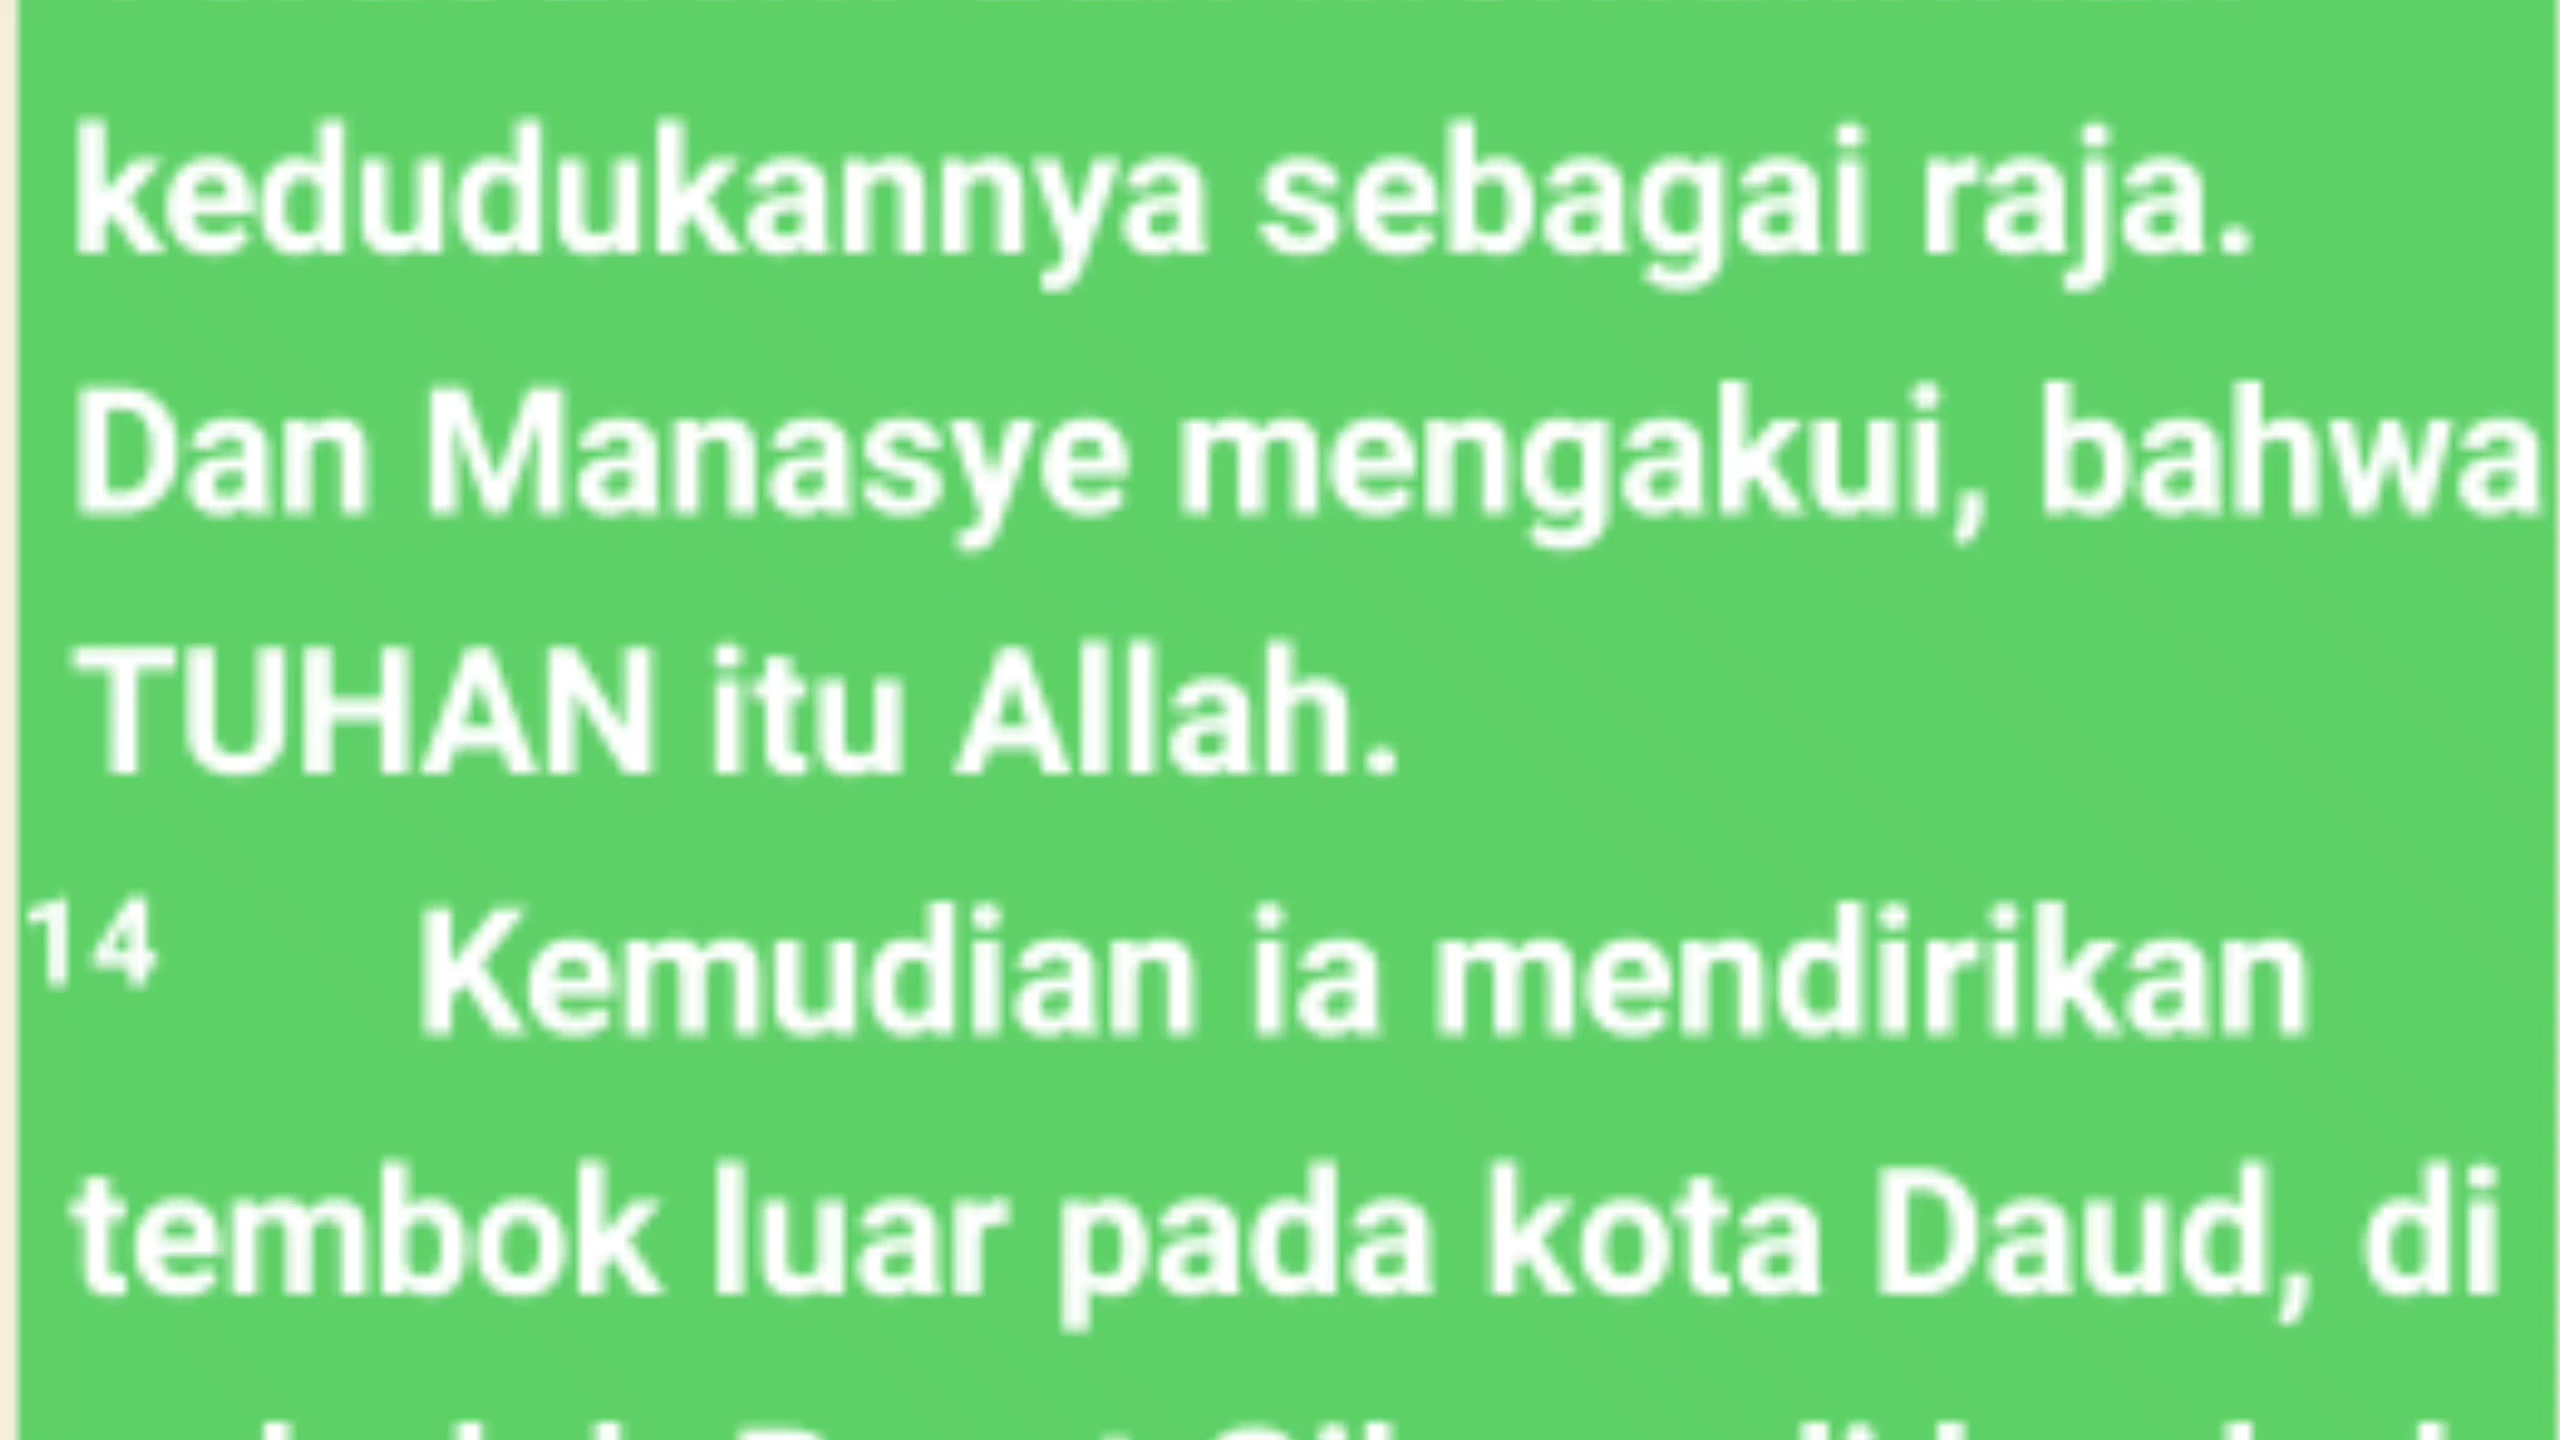 kedudukannya sebagai raja.
Dan Manasye mengakui, bahwa
TUHAN itu Allah.
14 Kemudian ia mendirikan
tembok luar pada kota Daud, di